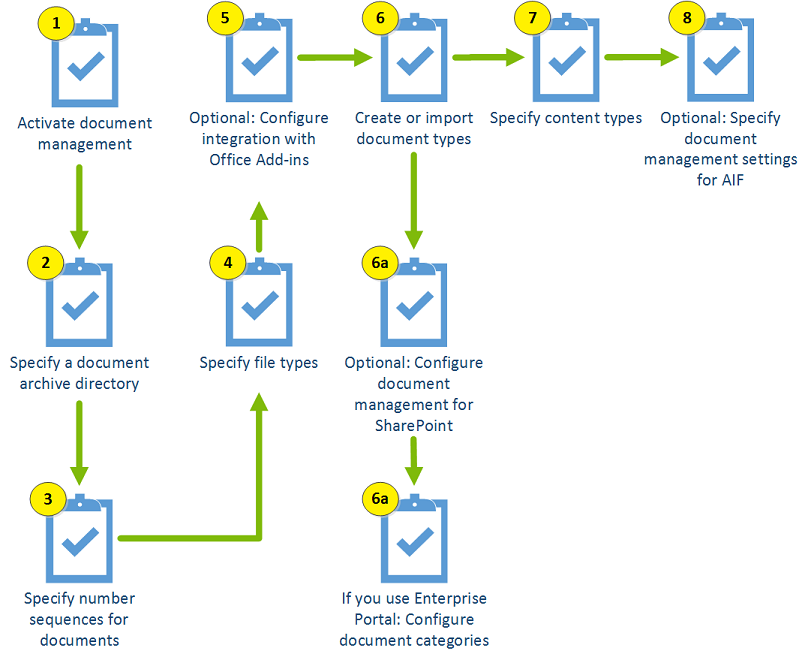 1
Activate document
management
2
Specify a document
archive directory
3
Specify number
sequences for
documents
4
Specify file types
5
Optional: Configure
integration with
Office Add-ins
6
Create or import
document types
6a
Optional: Configure
document
management for
SharePoint
6a
If you use Enterprise
Portal: Configure
document categories
7
Specify content types
8
Optional: Specify
document
management settings
for AIF